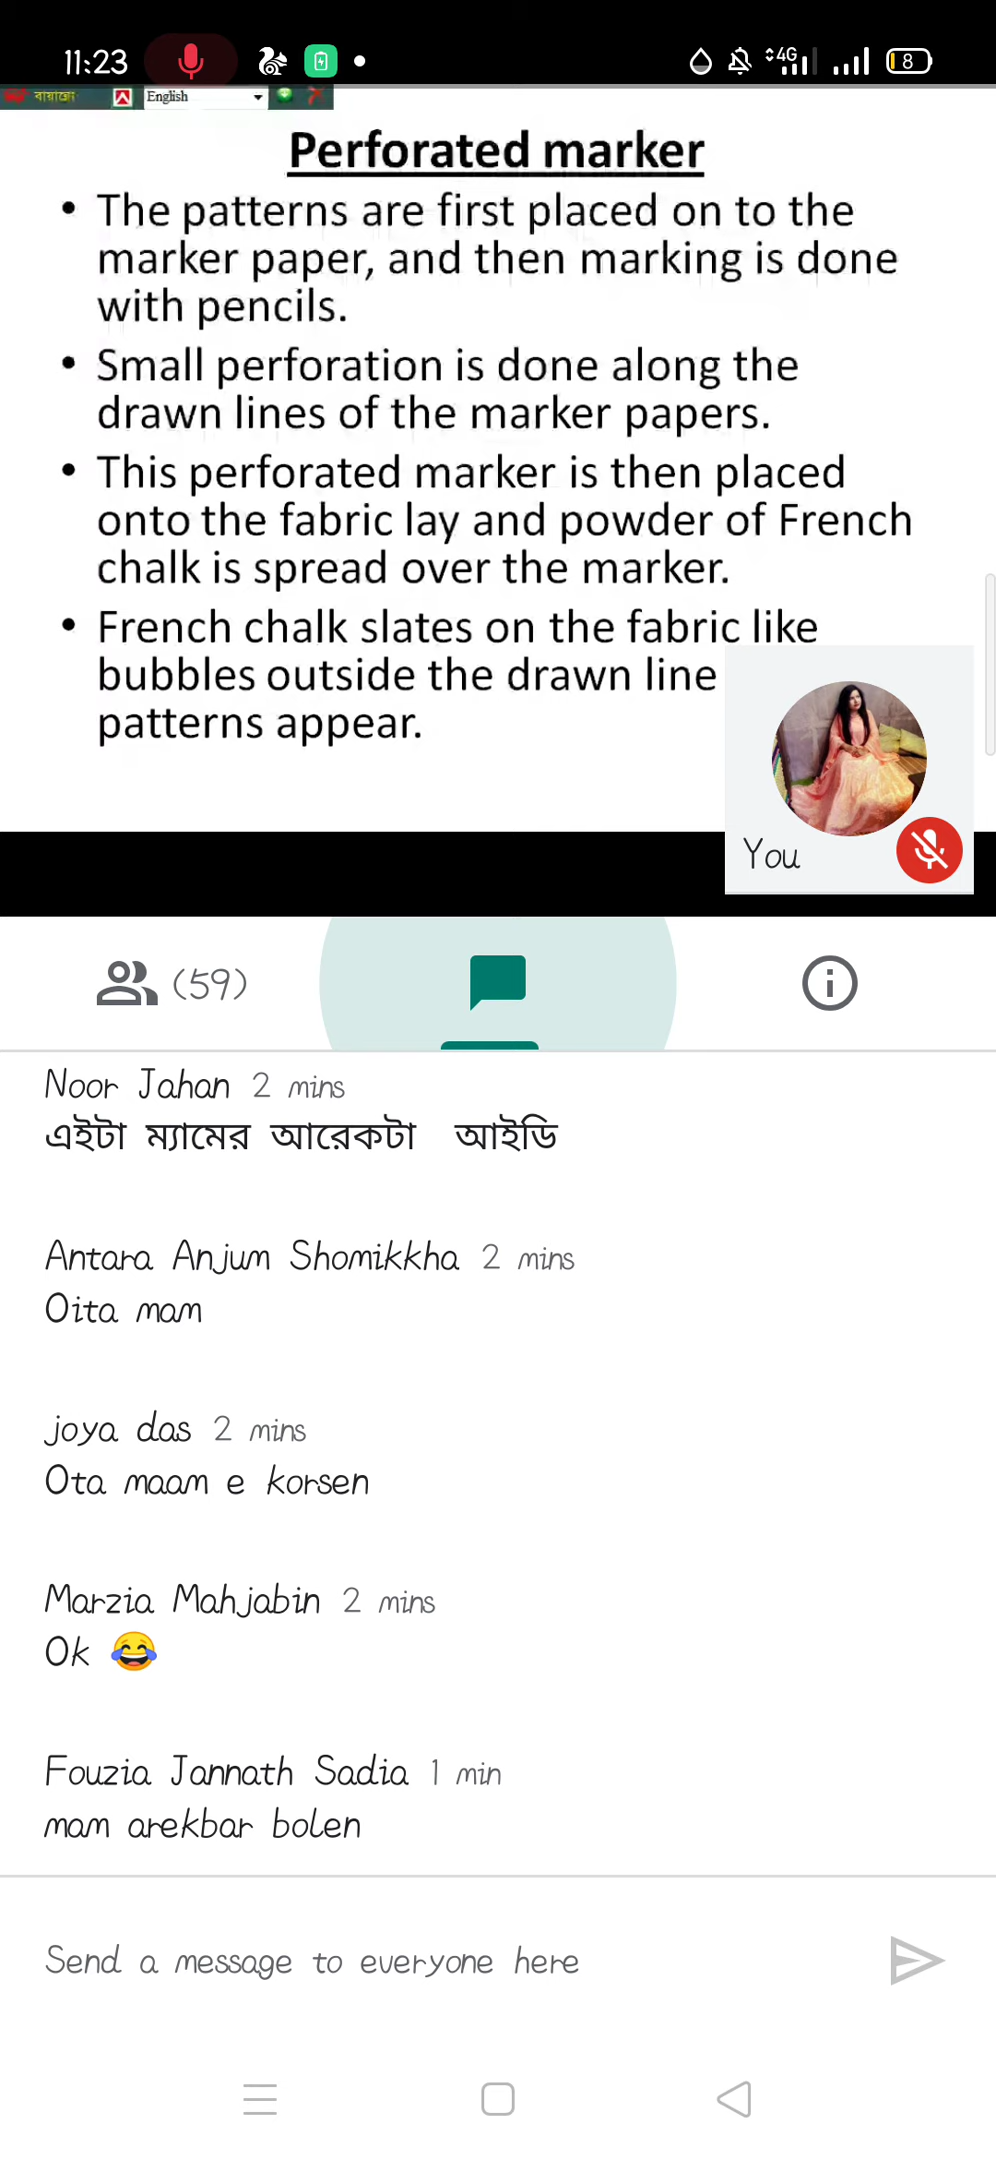 11:23
4G
8
বায়ান্নো
English
Perforated marker
• The patterns are first placed on to the
marker paper, and then marking is done
with pencils.
• Small perforation is done along the
drawn lines of the marker papers.
• This perforated marker is then placed
onto the fabric lay and powder of French
chalk is spread over the marker.
• French chalk slates on the fabric like
bubbles outside the drawn line
patterns appear.
You
(59)
Noor Jahan 2 mins
এইটা ম্যামের আরেকটা আইডি
Antara Anjum Shomikkha 2 mins
Oita mam
joya das 2 mins
Ota maam e korsen
Marzia Mahjabin 2 mins
Ok 😂
Fouzia Jannath Sadia 1 min
mam arekbar bolen
Send a message to everyone here